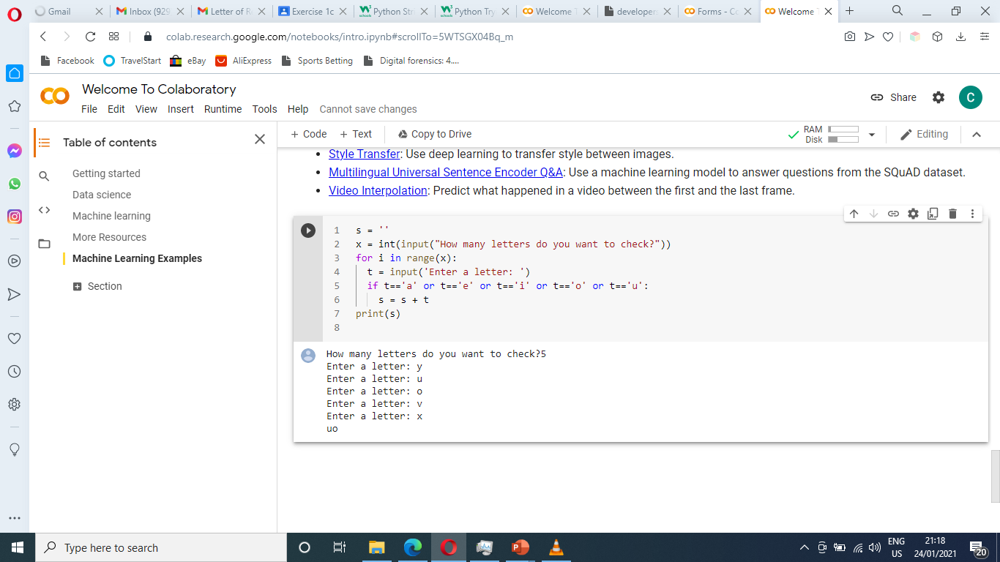 Gmail
Inbox (929
Letter of R
Exercise 1c
Python Stri
Python Try
Welcome T
developer
Forms - Co
Welcome T
colab.research.google.com/notebooks/intro.ipynb#scrollTo=5WTSGX04Bq_m
Facebook
TravelStart
eBay
AliExpress
Sports Betting
Digital forensics: 4....
Welcome To Colaboratory
File Edit View Insert Runtime Tools Help Cannot save changes
Share
C
Table of contents
Getting started
Data science
Machine learning
More Resources
Machine Learning Examples
Section
+ Code + Text Copy to Drive
RAM
Disk
Editing
• Style Transfer: Use deep learning to transfer style between images.
• Multilingual Universal Sentence Encoder Q&A: Use a machine learning model to answer questions from the SQuAD dataset.
• Video Interpolation: Predict what happened in a video between the first and the last frame.
1 s = ''
2 x = int(input("How many letters do you want to check?"))
3 for i in range(x):
4   t = input('Enter a letter: ')
5   if t=='a' or t=='e' or t=='i' or t=='o' or t=='u':
6     s = s + t
7 print(s)
8
How many letters do you want to check?5
Enter a letter: y
Enter a letter: u
Enter a letter: o
Enter a letter: v
Enter a letter: x
uo
Type here to search
ENG
US
21:18
24/01/2021
20